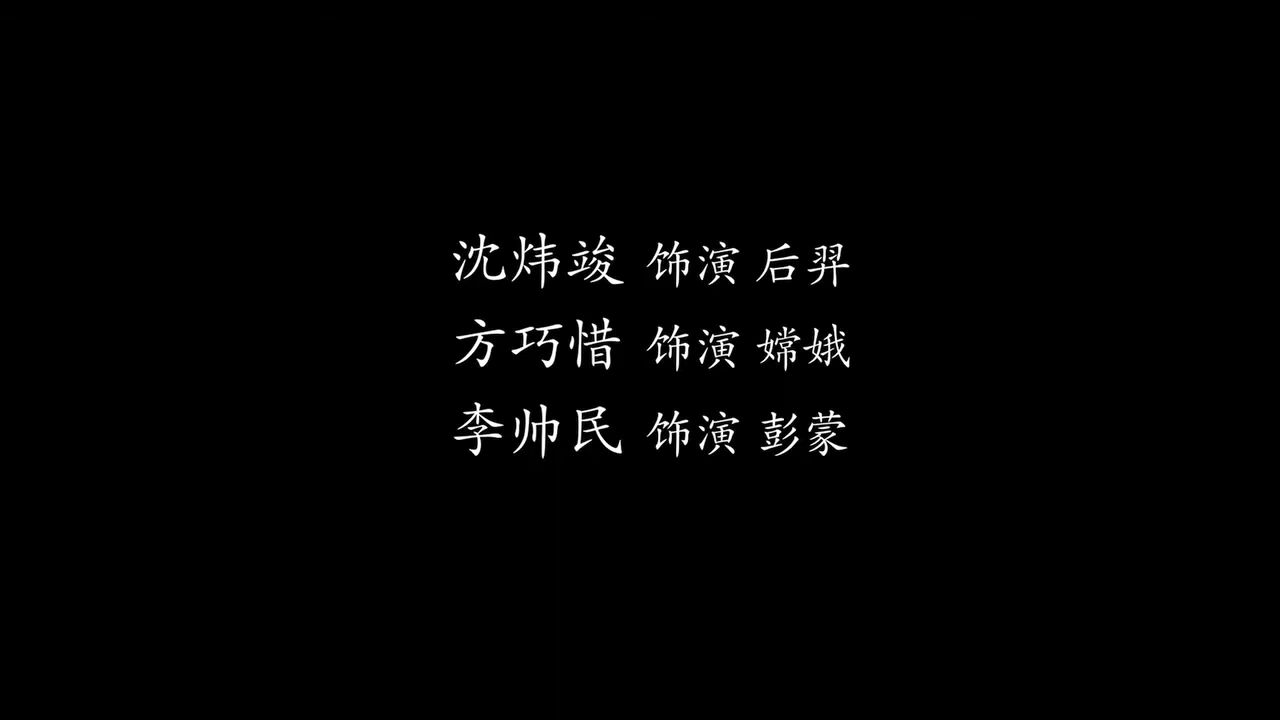 沈炜竣 饰演 后羿
方巧惜 饰演 嫦娥
李帅民 饰演 彭蒙